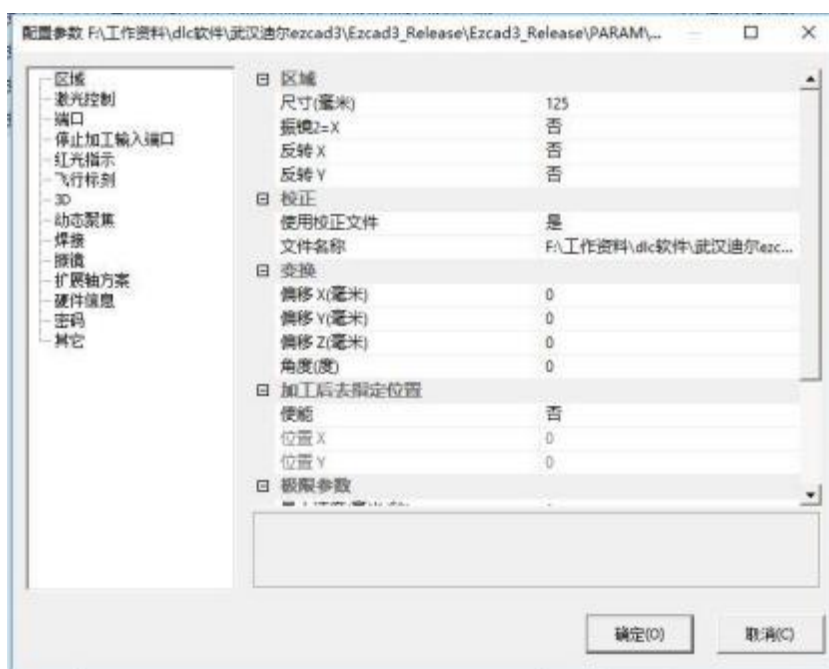 配置参数 F:\工作资料\dlc软件\武汉迪尔ezcad3\Ezcad3_Release\Ezcad3_Release\PARAM\...
区域
激光控制
端口
停止加工输入端口
红光指示
飞行标刻
3D
动态聚焦
焊接
振镜
扩展轴方案
硬件信息
密码
其它
区域
尺寸(毫米) 125
振镜2=X 否
反转 X 否
反转 Y 否
校正
使用校正文件 是
文件名称 F:\工作资料\dlc软件\武汉迪尔ezc...
变换
偏移 X(毫米) 0
偏移 Y(毫米) 0
偏移 Z(毫米) 0
角度(度) 0
加工后去指定位置
使能 否
位置 X 0
位置 Y 0
极限参数
确定(O)
取消(C)